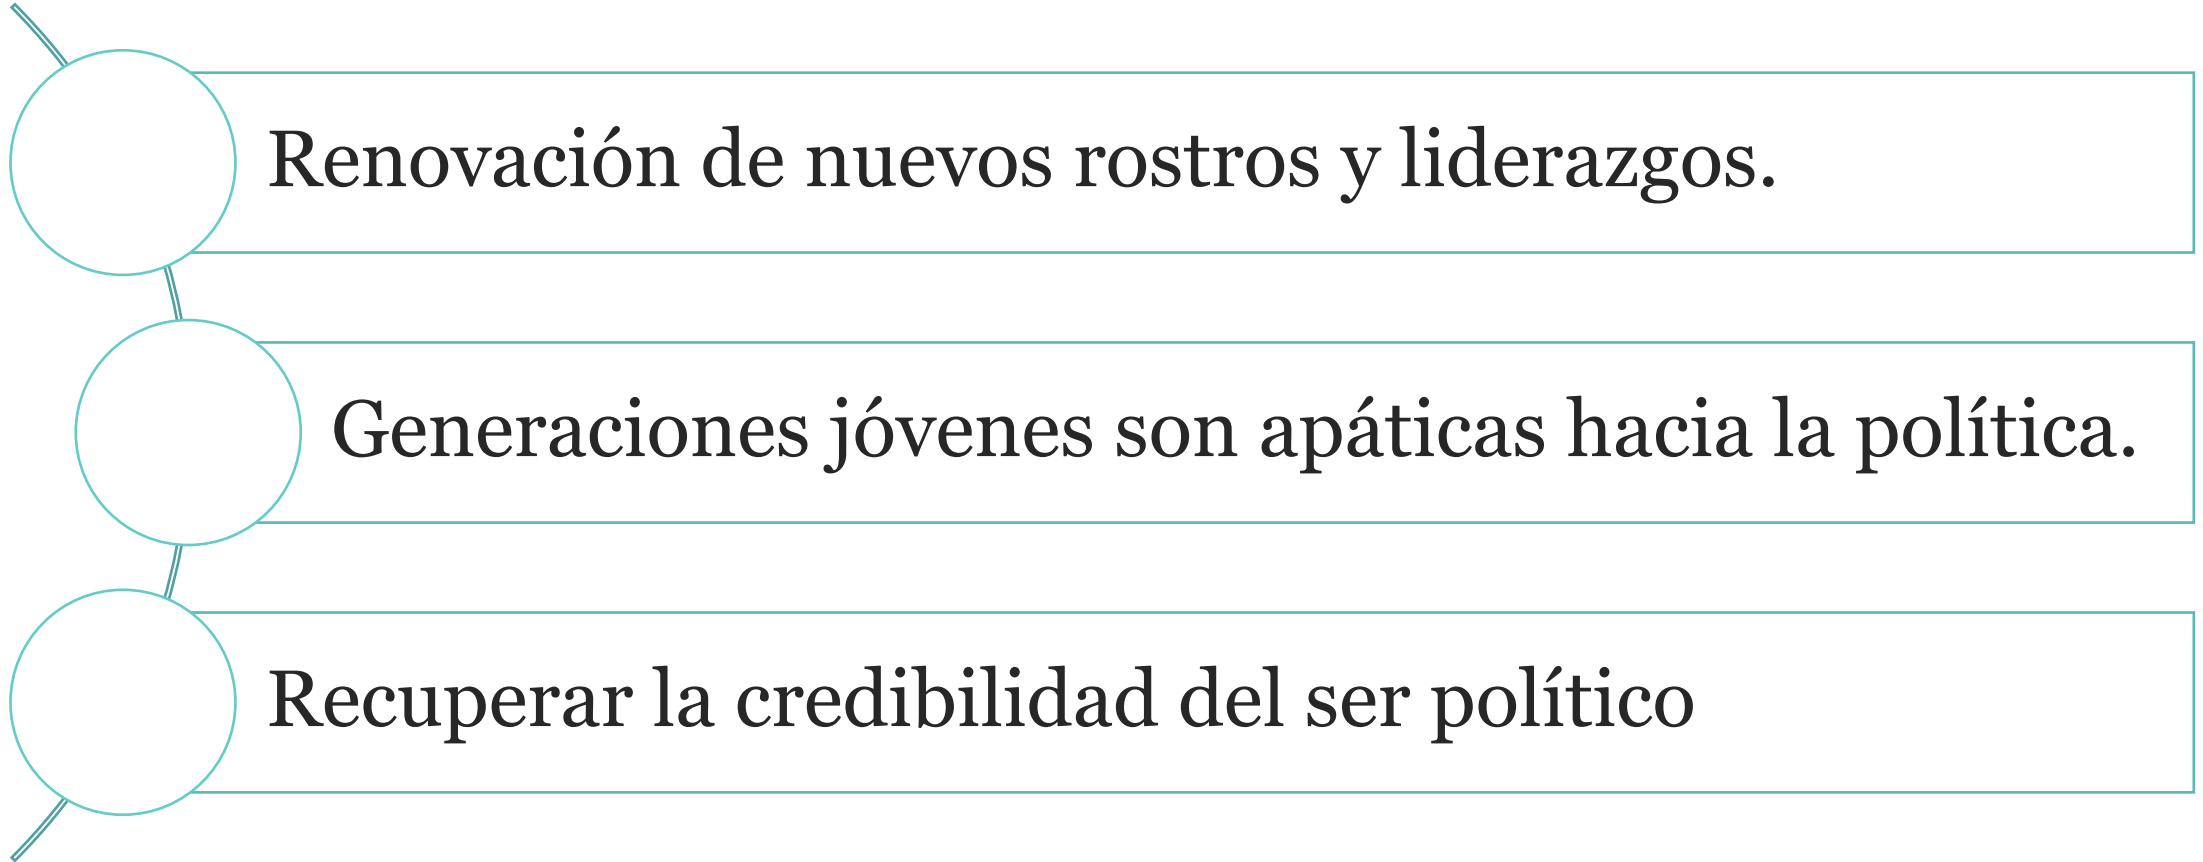 Renovación de nuevos rostros y liderazgos.
Generaciones jóvenes son apáticas hacia la política.
Recuperar la credibilidad del ser político